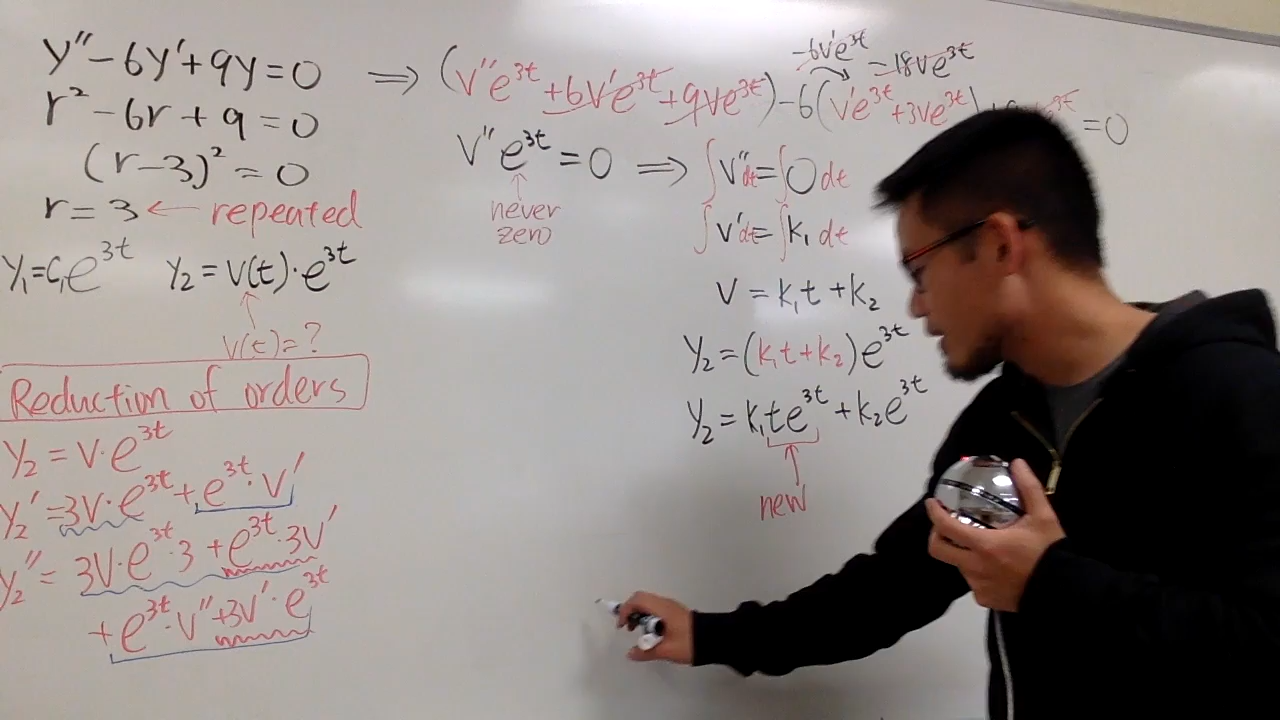 y'' - 6y' + 9y = 0
r² - 6r + 9 = 0
(r - 3)² = 0
r = 3 ← repeated
y₁ = c₁e^{3t} y₂ = v(t)·e^{3t}
↑
v(t) = ?
Reduction of orders
y₂ = v·e^{3t}
y₂' = 3v·e^{3t} + e^{3t}·v'
y₂'' = 3v·e^{3t}·3 + e^{3t}·3v'
+ e^{3t}·v'' + 3v'·e^{3t}
-6v'e^{3t} = -18ve^{3t}
⇒ (v''e^{3t} + 6v'e^{3t} + 9ve^{3t}) - 6(v'e^{3t} + 3ve^{3t}) e^{3t} = 0
v''e^{3t} = 0 ⇒ ∫v''dt = ∫0 dt
↑
never
zero
∫v'dt = ∫k₁ dt
v = k₁t + k₂
y₂ = (k₁t + k₂)e^{3t}
y₂ = k₁te^{3t} + k₂e^{3t}
↑
new